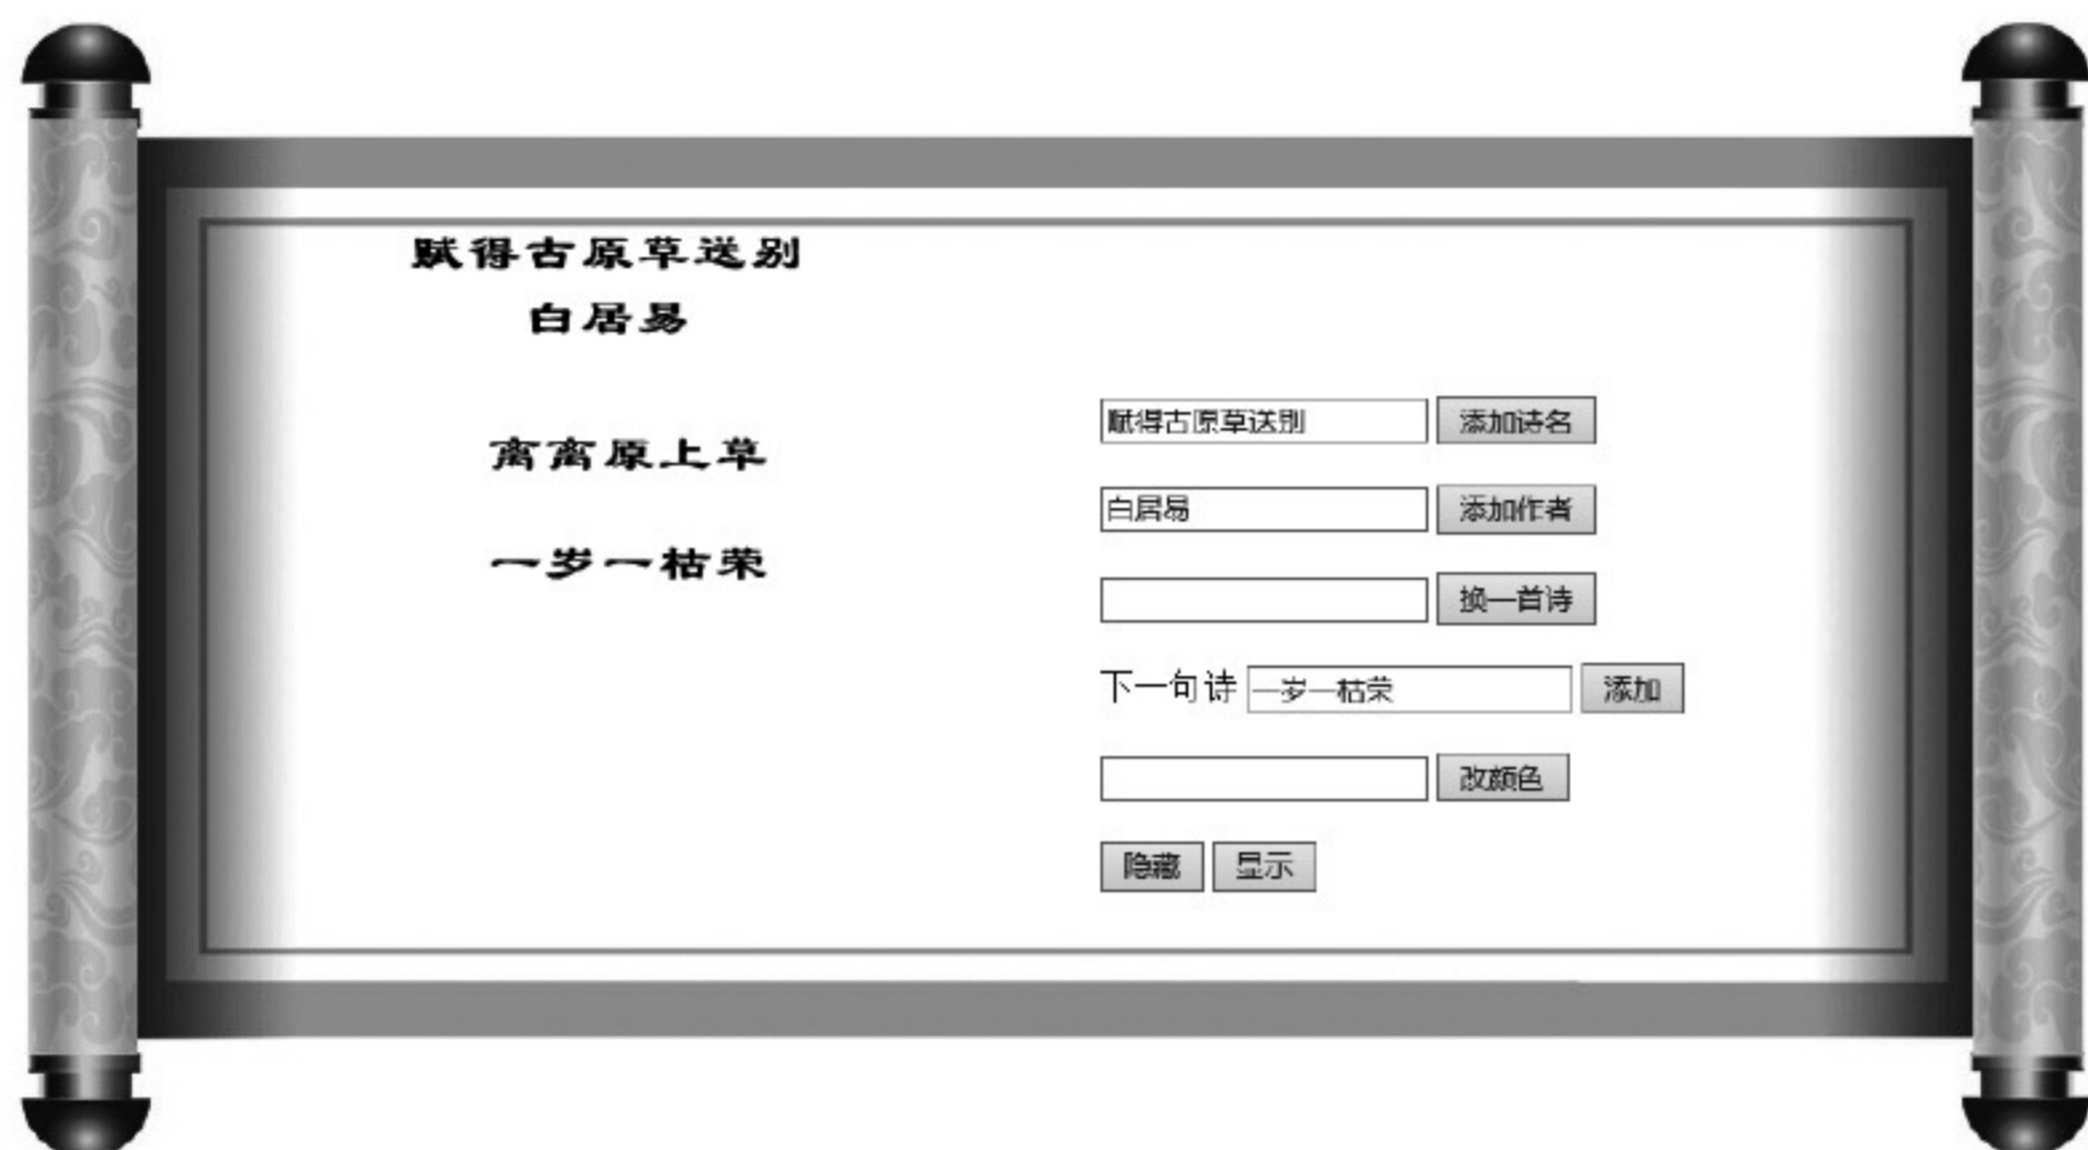 赋得古原草送别
白居易
离离原上草
一岁一枯荣
赋得古原草送别 添加诗名
白居易 添加作者
换一首诗
下一句诗 一岁一枯荣 添加
改颜色
隐藏 显示